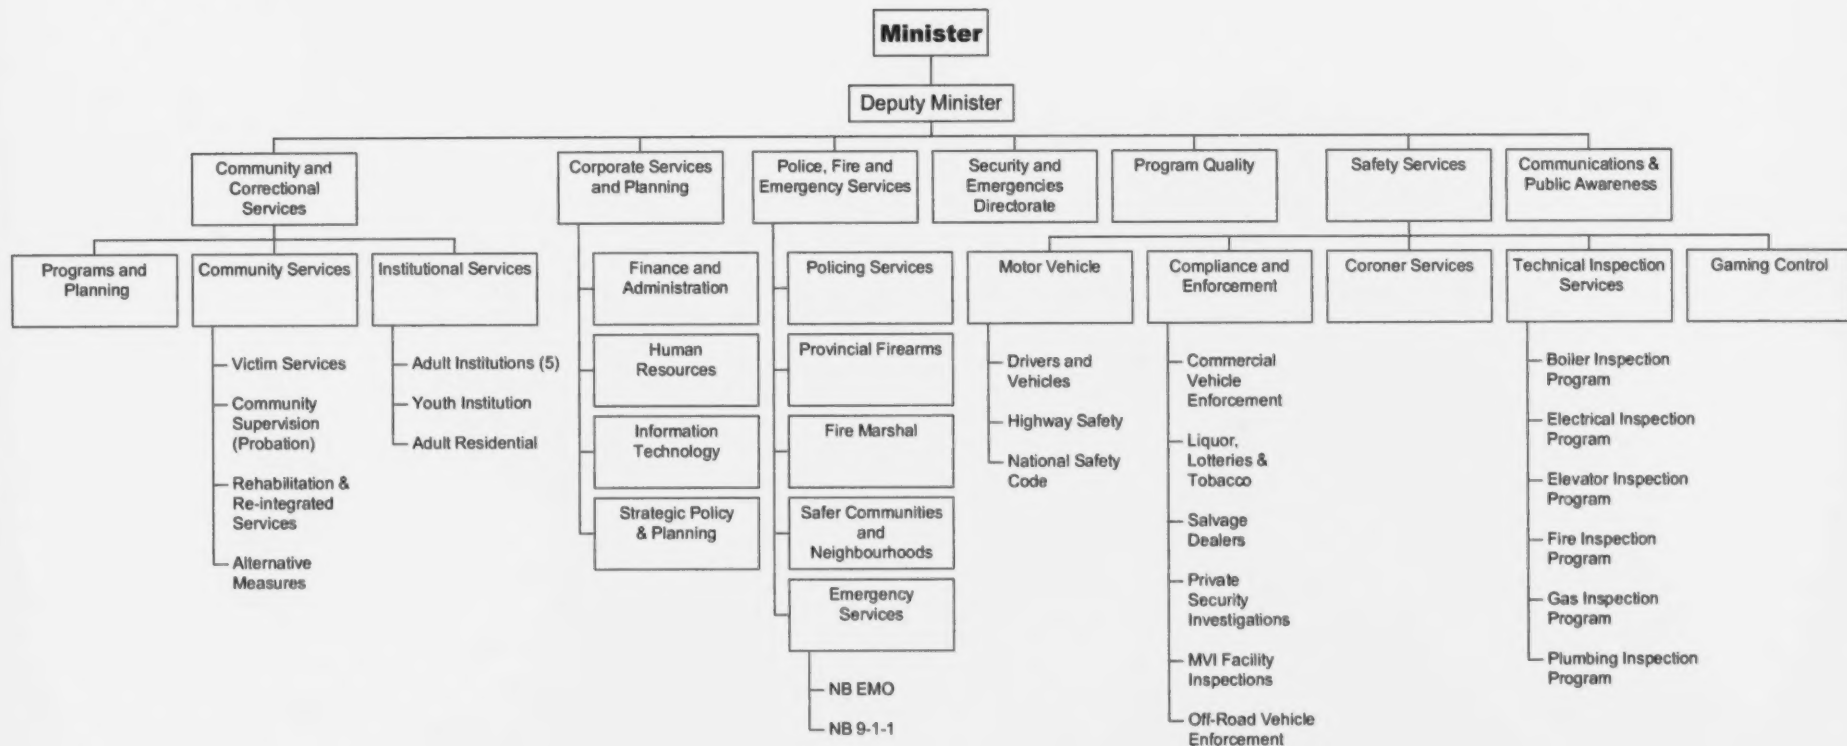 Minister
Deputy Minister
Community and
Correctional
Services
Corporate Services
and Planning
Police, Fire and
Emergency Services
Security and
Emergencies
Directorate
Program Quality
Safety Services
Communications &
Public Awareness
Programs and
Planning
Community Services
Institutional Services
Finance and
Administration
Policing Services
Motor Vehicle
Compliance and
Enforcement
Coroner Services
Technical Inspection
Services
Gaming Control
Victim Services
Community
Supervision
(Probation)
Rehabilitation &
Re-integrated
Services
Alternative
Measures
Adult Institutions (5)
Youth Institution
Adult Residential
Human
Resources
Information
Technology
Strategic Policy
& Planning
Provincial Firearms
Fire Marshal
Safer Communities
and
Neighbourhoods
Emergency
Services
NB EMO
NB 9-1-1
Drivers and
Vehicles
Highway Safety
National Safety
Code
Commercial
Vehicle
Enforcement
Liquor,
Lotteries &
Tobacco
Salvage
Dealers
Private
Security
Investigations
MVI Facility
Inspections
Off-Road Vehicle
Enforcement
Boiler Inspection
Program
Electrical Inspection
Program
Elevator Inspection
Program
Fire Inspection
Program
Gas Inspection
Program
Plumbing Inspection
Program